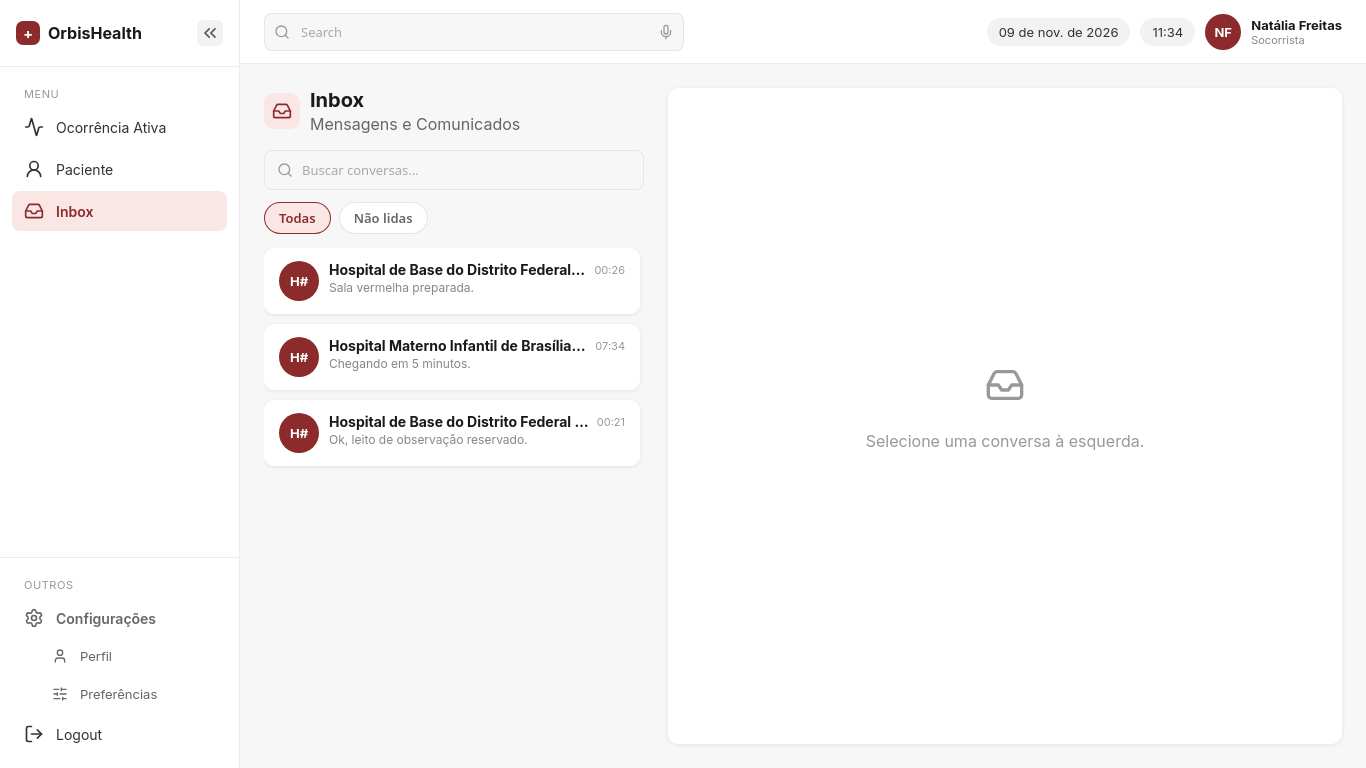 OrbisHealth
Search
09 de nov. de 2026
11:34
NF
Natália Freitas
Socorrista
MENU
Ocorrência Ativa
Paciente
Inbox
OUTROS
Configurações
Perfil
Preferências
Logout
Inbox
Mensagens e Comunicados
Buscar conversas...
Todas
Não lidas
H#
Hospital de Base do Distrito Federal...
00:26
Sala vermelha preparada.
H#
Hospital Materno Infantil de Brasília...
07:34
Chegando em 5 minutos.
H#
Hospital de Base do Distrito Federal ...
00:21
Ok, leito de observação reservado.
Selecione uma conversa à esquerda.